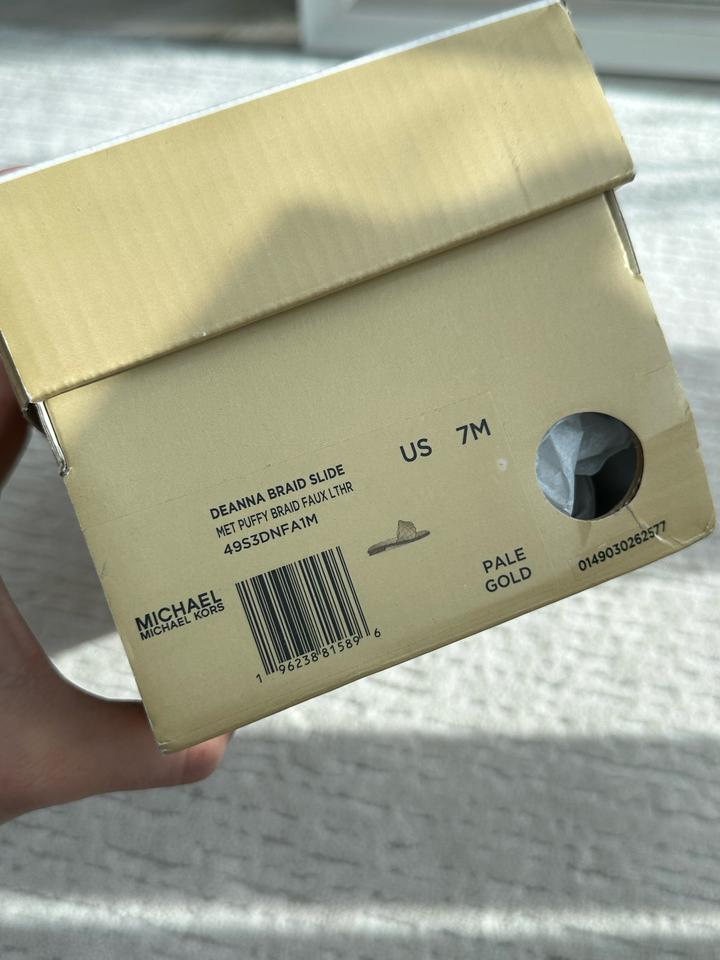 US 7M
DEANNA BRAID SLIDE
MET PUFFY BRAID FAUX LTHR
49S3DNFA1M
MICHAEL
MICHAEL KORS
1 96238 81589 6
PALE
GOLD
0149030262577